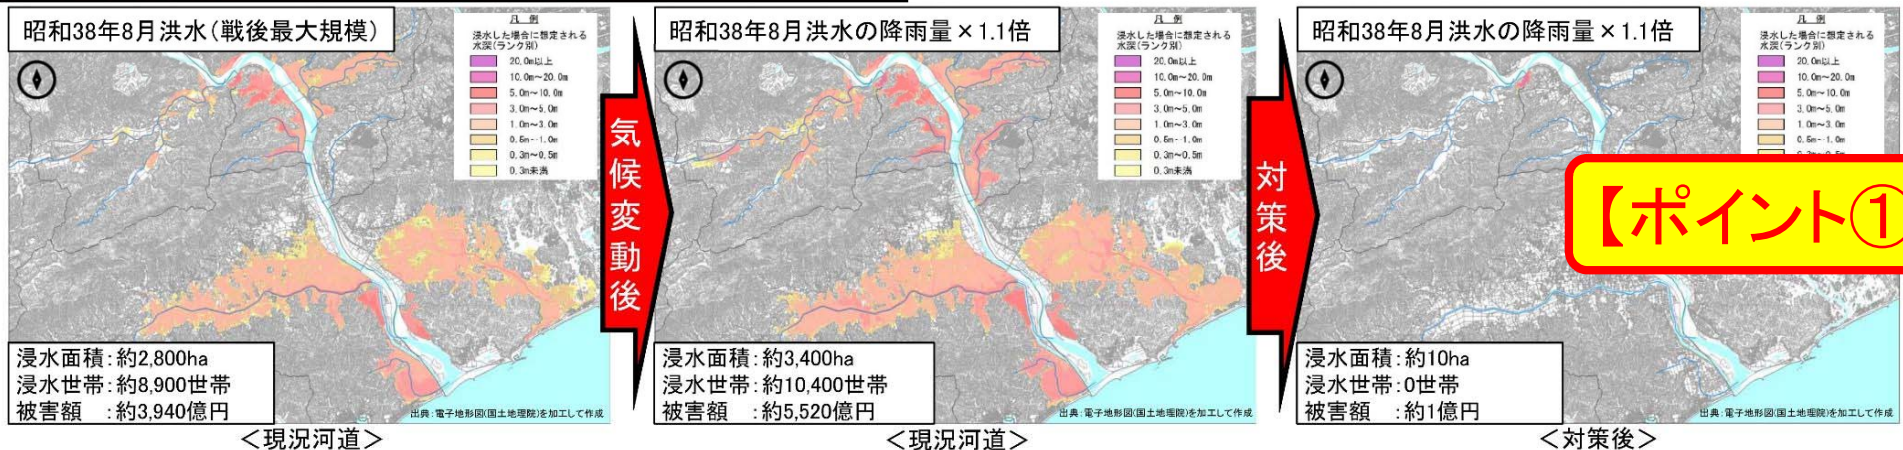 昭和38年8月洪水(戦後最大規模)
凡 例
浸水した場合に想定される
水深(ランク別)
20.0m以上
10.0m～20.0m
5.0m～10.0m
3.0m～5.0m
1.0m～3.0m
0.5m～1.0m
0.3m～0.5m
0.3m未満
浸水面積:約2,800ha
浸水世帯:約8,900世帯
被害額 :約3,940億円
出典:電子地形図(国土地理院)を加工して作成
<現況河道>
気候変動後
昭和38年8月洪水の降雨量×1.1倍
凡 例
浸水した場合に想定される
水深(ランク別)
20.0m以上
10.0m～20.0m
5.0m～10.0m
3.0m～5.0m
1.0m～3.0m
0.5m～1.0m
0.3m～0.5m
0.3m未満
浸水面積:約3,400ha
浸水世帯:約10,400世帯
被害額 :約5,520億円
出典:電子地形図(国土地理院)を加工して作成
<現況河道>
対策後
昭和38年8月洪水の降雨量×1.1倍
凡 例
浸水した場合に想定される
水深(ランク別)
20.0m以上
10.0m～20.0m
5.0m～10.0m
3.0m～5.0m
1.0m～3.0m
0.5m～1.0m
【ポイント①
浸水面積:約10ha
浸水世帯:0世帯
被害額 :約1億円
出典:電子地形図(国土地理院)を加工して作成
<対策後>